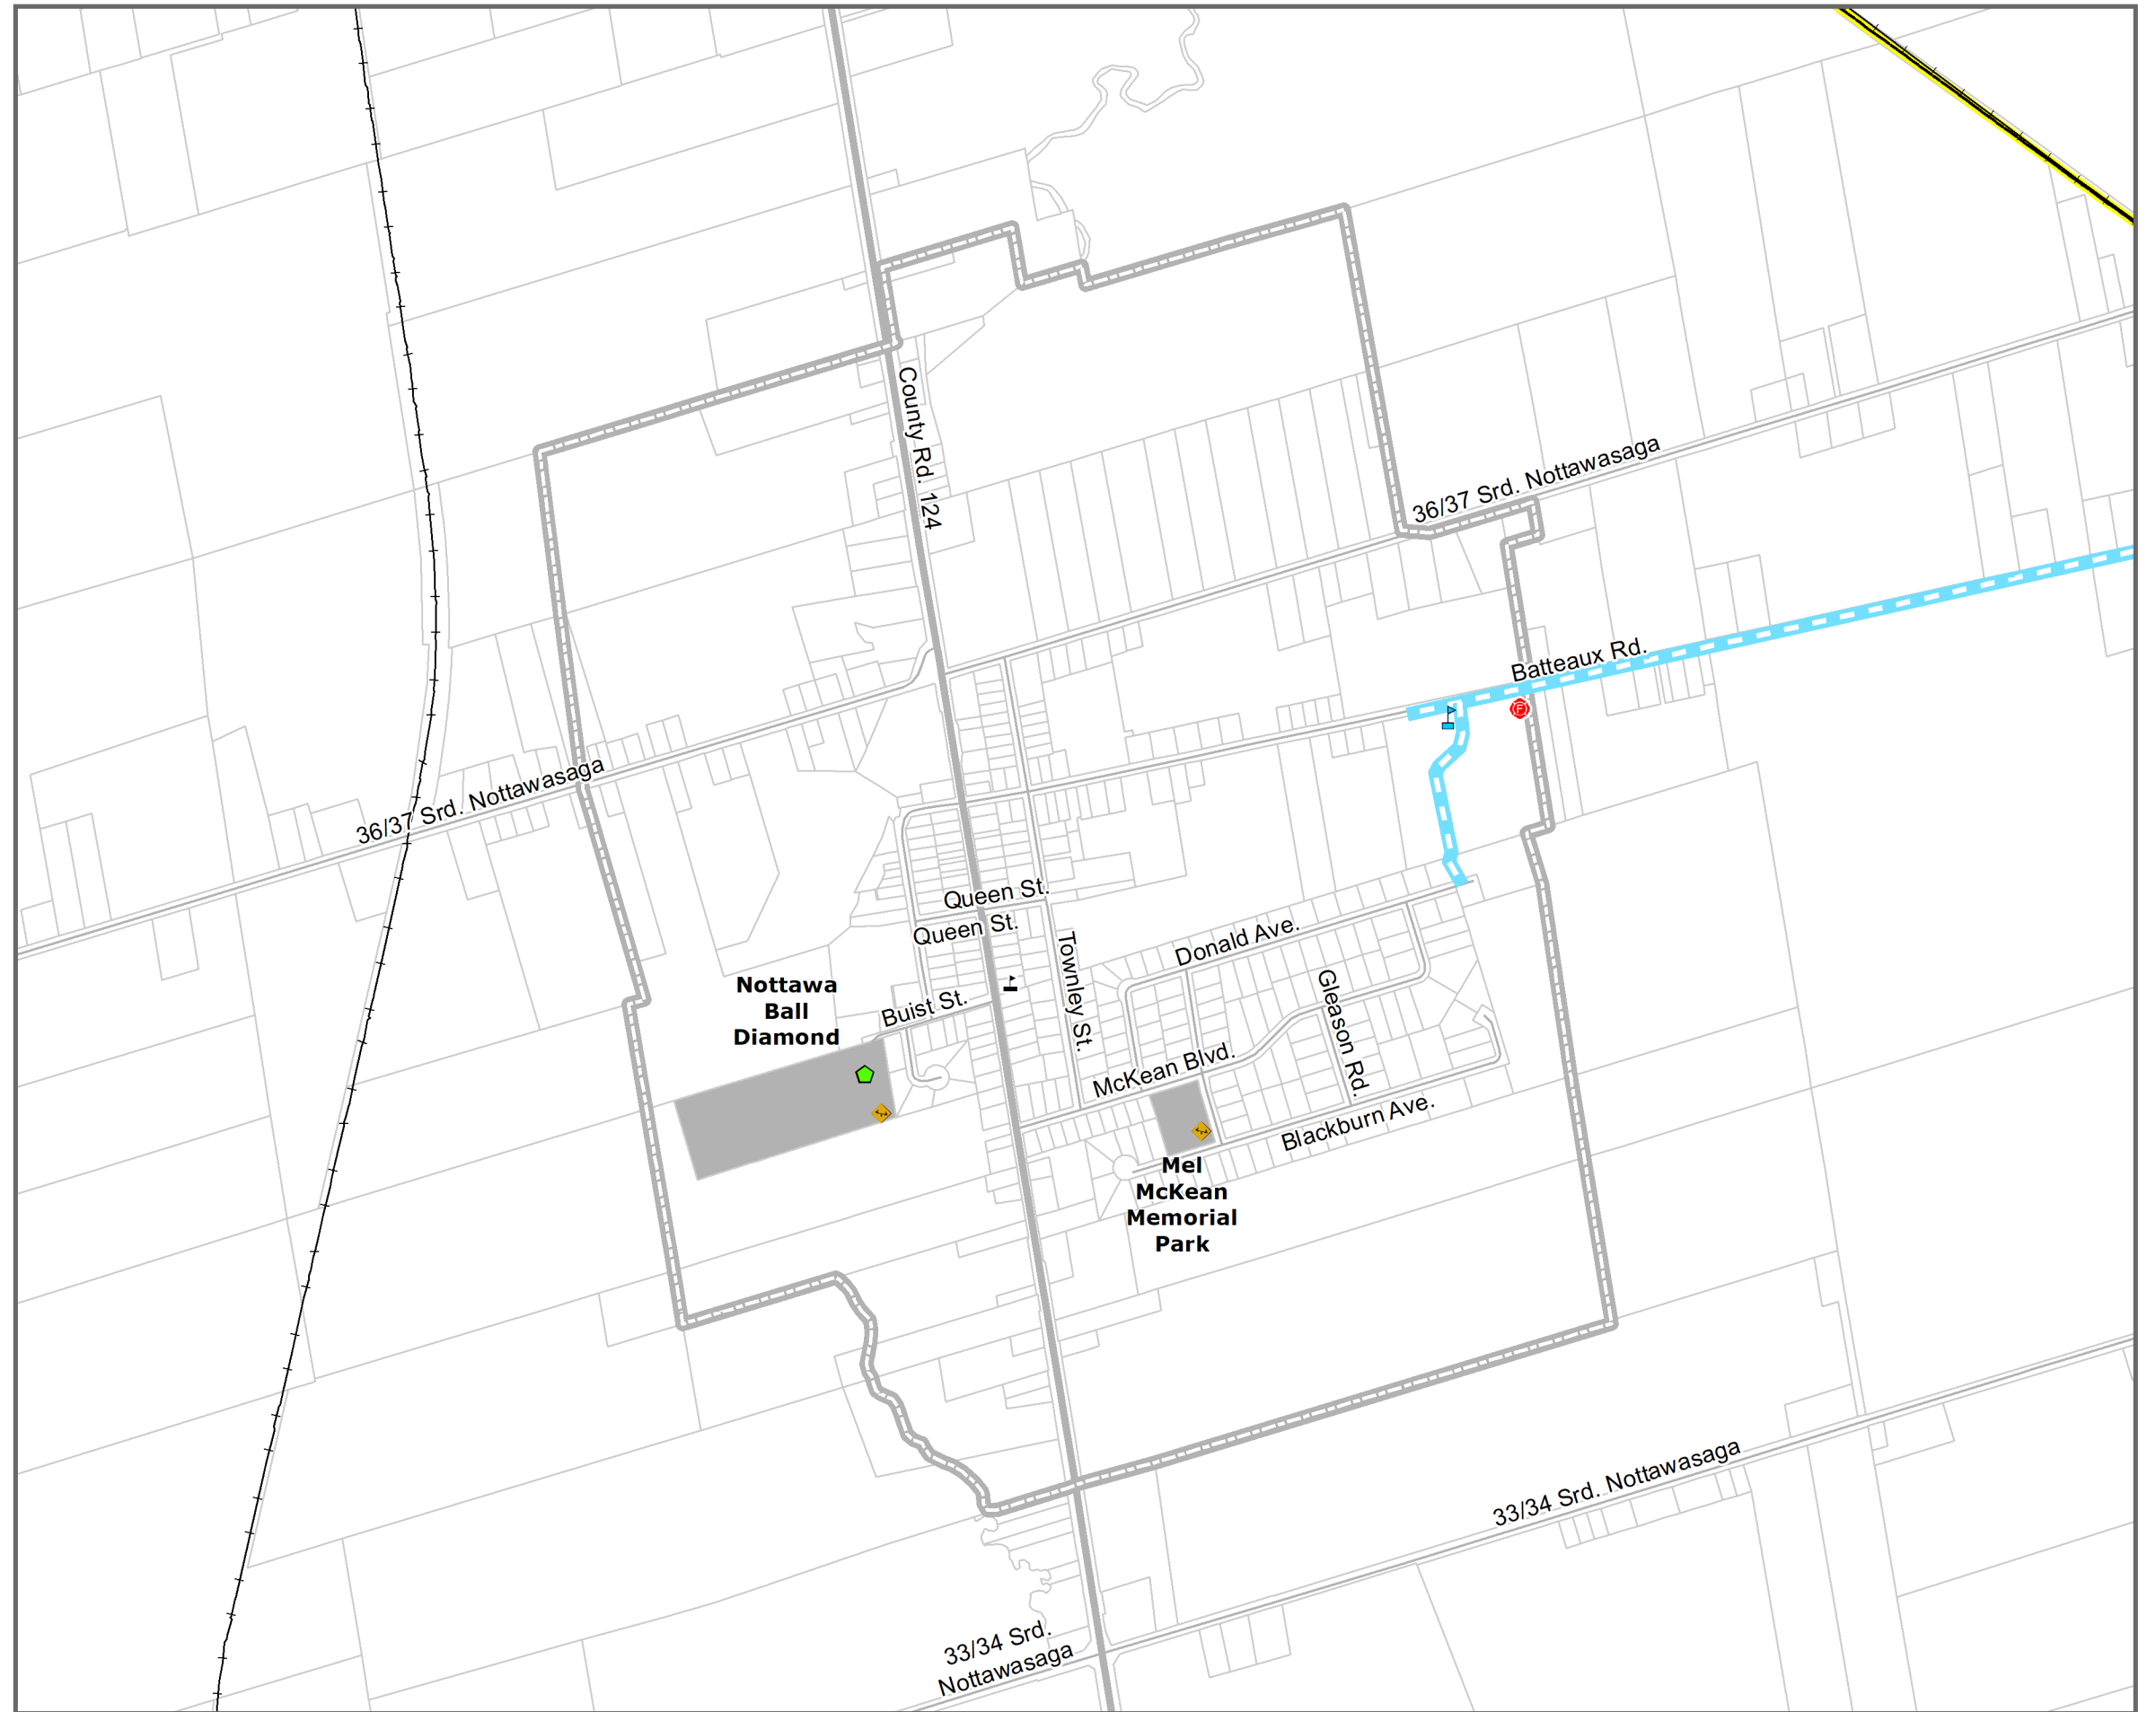 County Rd. 124
36/37 Srd. Nottawasaga
Batteaux Rd.
F
36/37 Srd. Nottawasaga
Queen St.
Queen St.
Townley St.
Donald Ave.
Gleason Rd.
Nottawa
Ball
Diamond
Buist St.
McKean Blvd.
Blackburn Ave.
Mel
McKean
Memorial
Park
33/34 Srd. Nottawasaga
33/34 Srd.
Nottawasaga